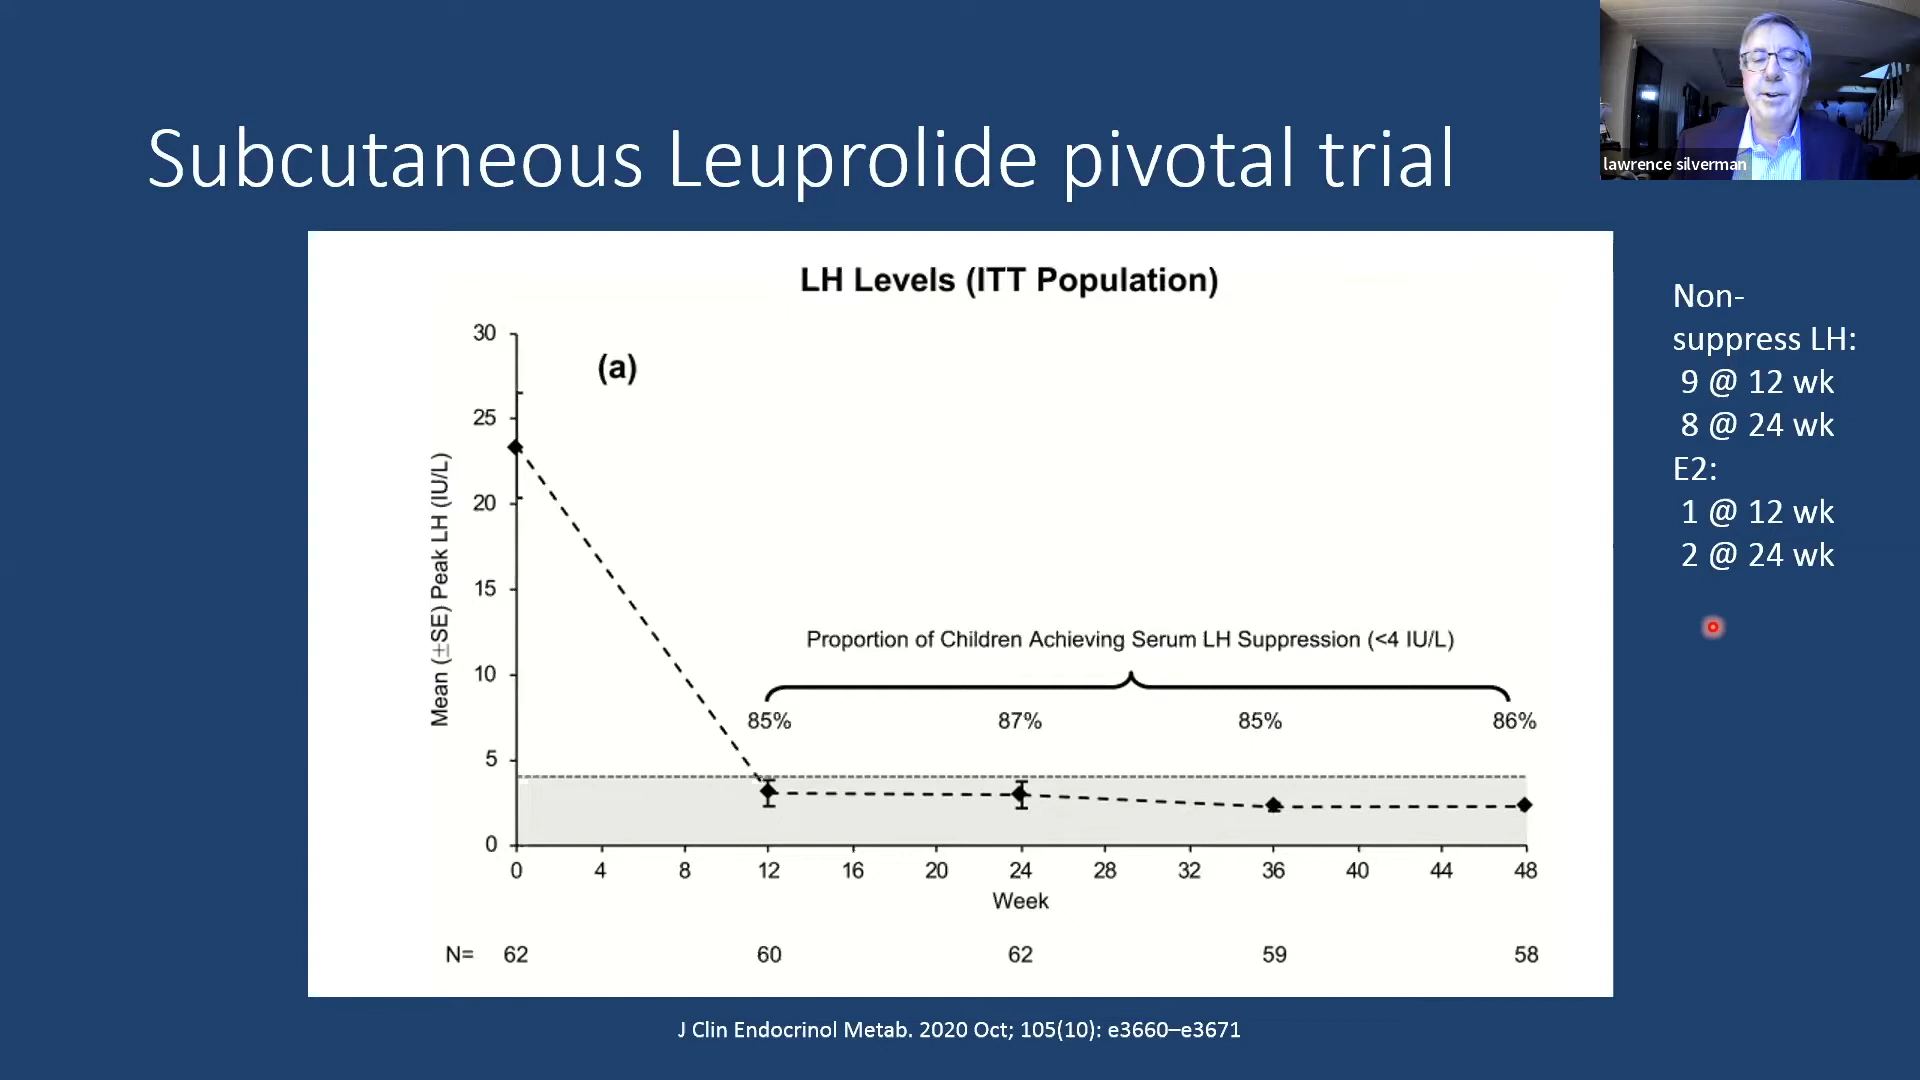 Subcutaneous Leuprolide pivotal trial
lawrence silverman
LH Levels (ITT Population)
(a)
Mean (±SE) Peak LH (IU/L)
30
25
20
15
10
5
0
Proportion of Children Achieving Serum LH Suppression (<4 IU/L)
85% 87% 85% 86%
0 4 8 12 16 20 24 28 32 36 40 44 48
Week
N= 62 60 62 59 58
Non-
suppress LH:
9 @ 12 wk
8 @ 24 wk
E2:
1 @ 12 wk
2 @ 24 wk
J Clin Endocrinol Metab. 2020 Oct; 105(10): e3660–e3671